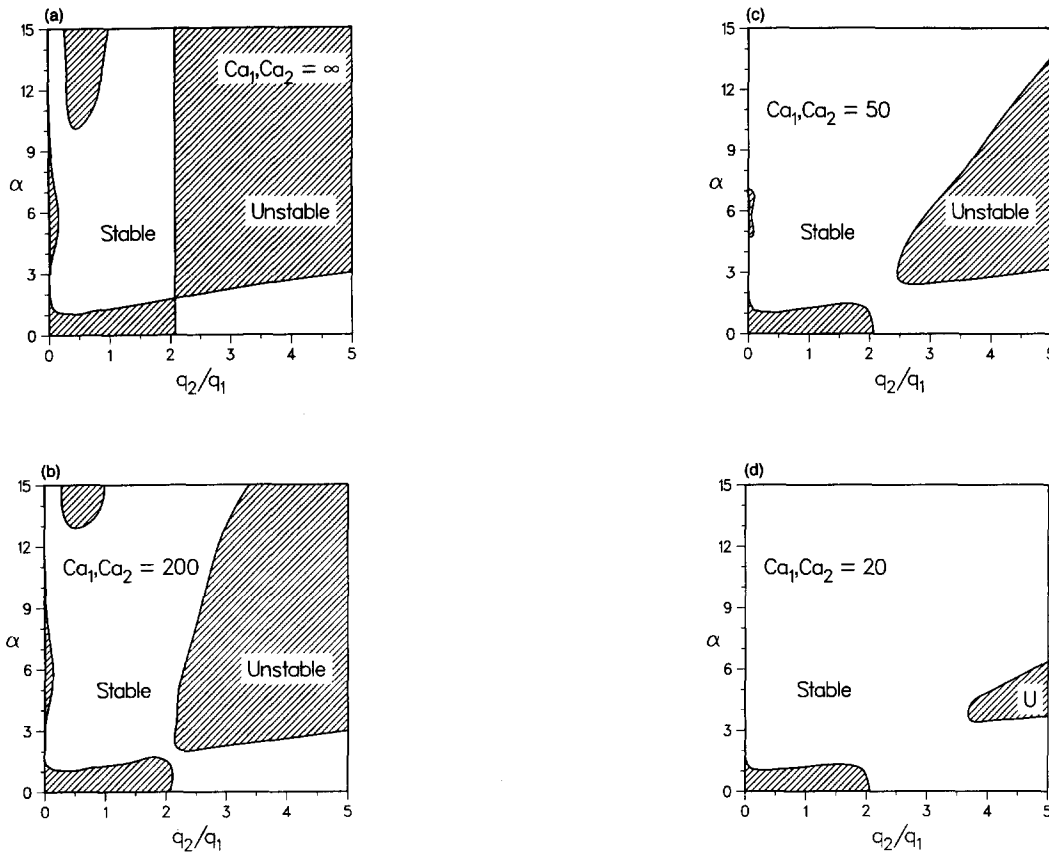 (a)
15
12
9
α
6
3
0
Ca₁,Ca₂ = ∞
Stable
Unstable
0 1 2 3 4 5
q₂/q₁
(b)
15
12
9
α
6
3
0
Ca₁,Ca₂ = 200
Stable
Unstable
0 1 2 3 4 5
q₂/q₁
(c)
15
12
9
α
6
3
0
Ca₁,Ca₂ = 50
Stable
Unstable
0 1 2 3 4 5
q₂/q₁
(d)
15
12
9
α
6
3
0
Ca₁,Ca₂ = 20
Stable
U
0 1 2 3 4 5
q₂/q₁